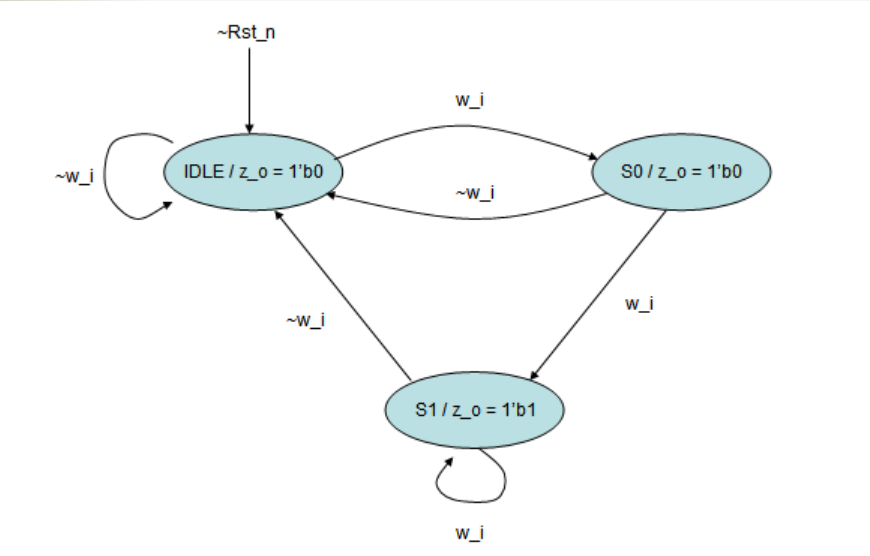 ~Rst_n
w_i
~w_i
IDLE / z_o = 1'b0
S0 / z_o = 1'b0
~w_i
w_i
~w_i
S1 / z_o = 1'b1
w_i